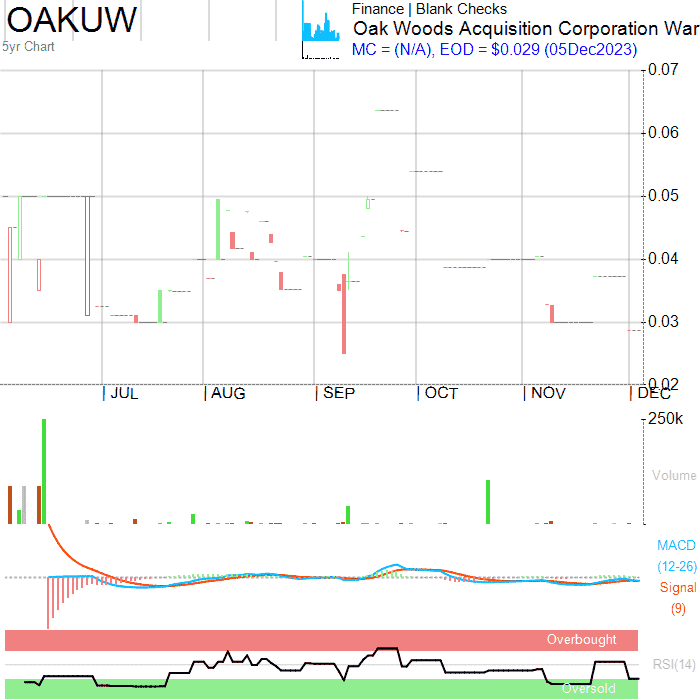 OAKUW
5yr Chart
Finance | Blank Checks
Oak Woods Acquisition Corporation War
MC = (N/A), EOD = $0.029 (05Dec2023)
0.07
0.06
0.05
0.04
0.03
0.02
JUL AUG SEP OCT NOV DEC
250k
Volume
MACD
(12-26)
Signal
(9)
Overbought
RSI(14)
Oversold